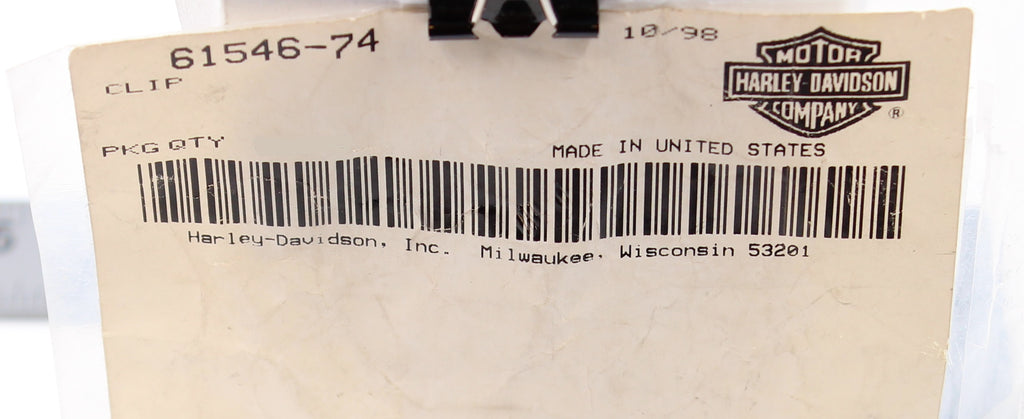 61546-74
10/98
CLIP
MOTOR
HARLEY-DAVIDSON
COMPANY
®
PKG QTY
MADE IN UNITED STATES
Harley-Davidson, Inc. Milwaukee, Wisconsin 53201